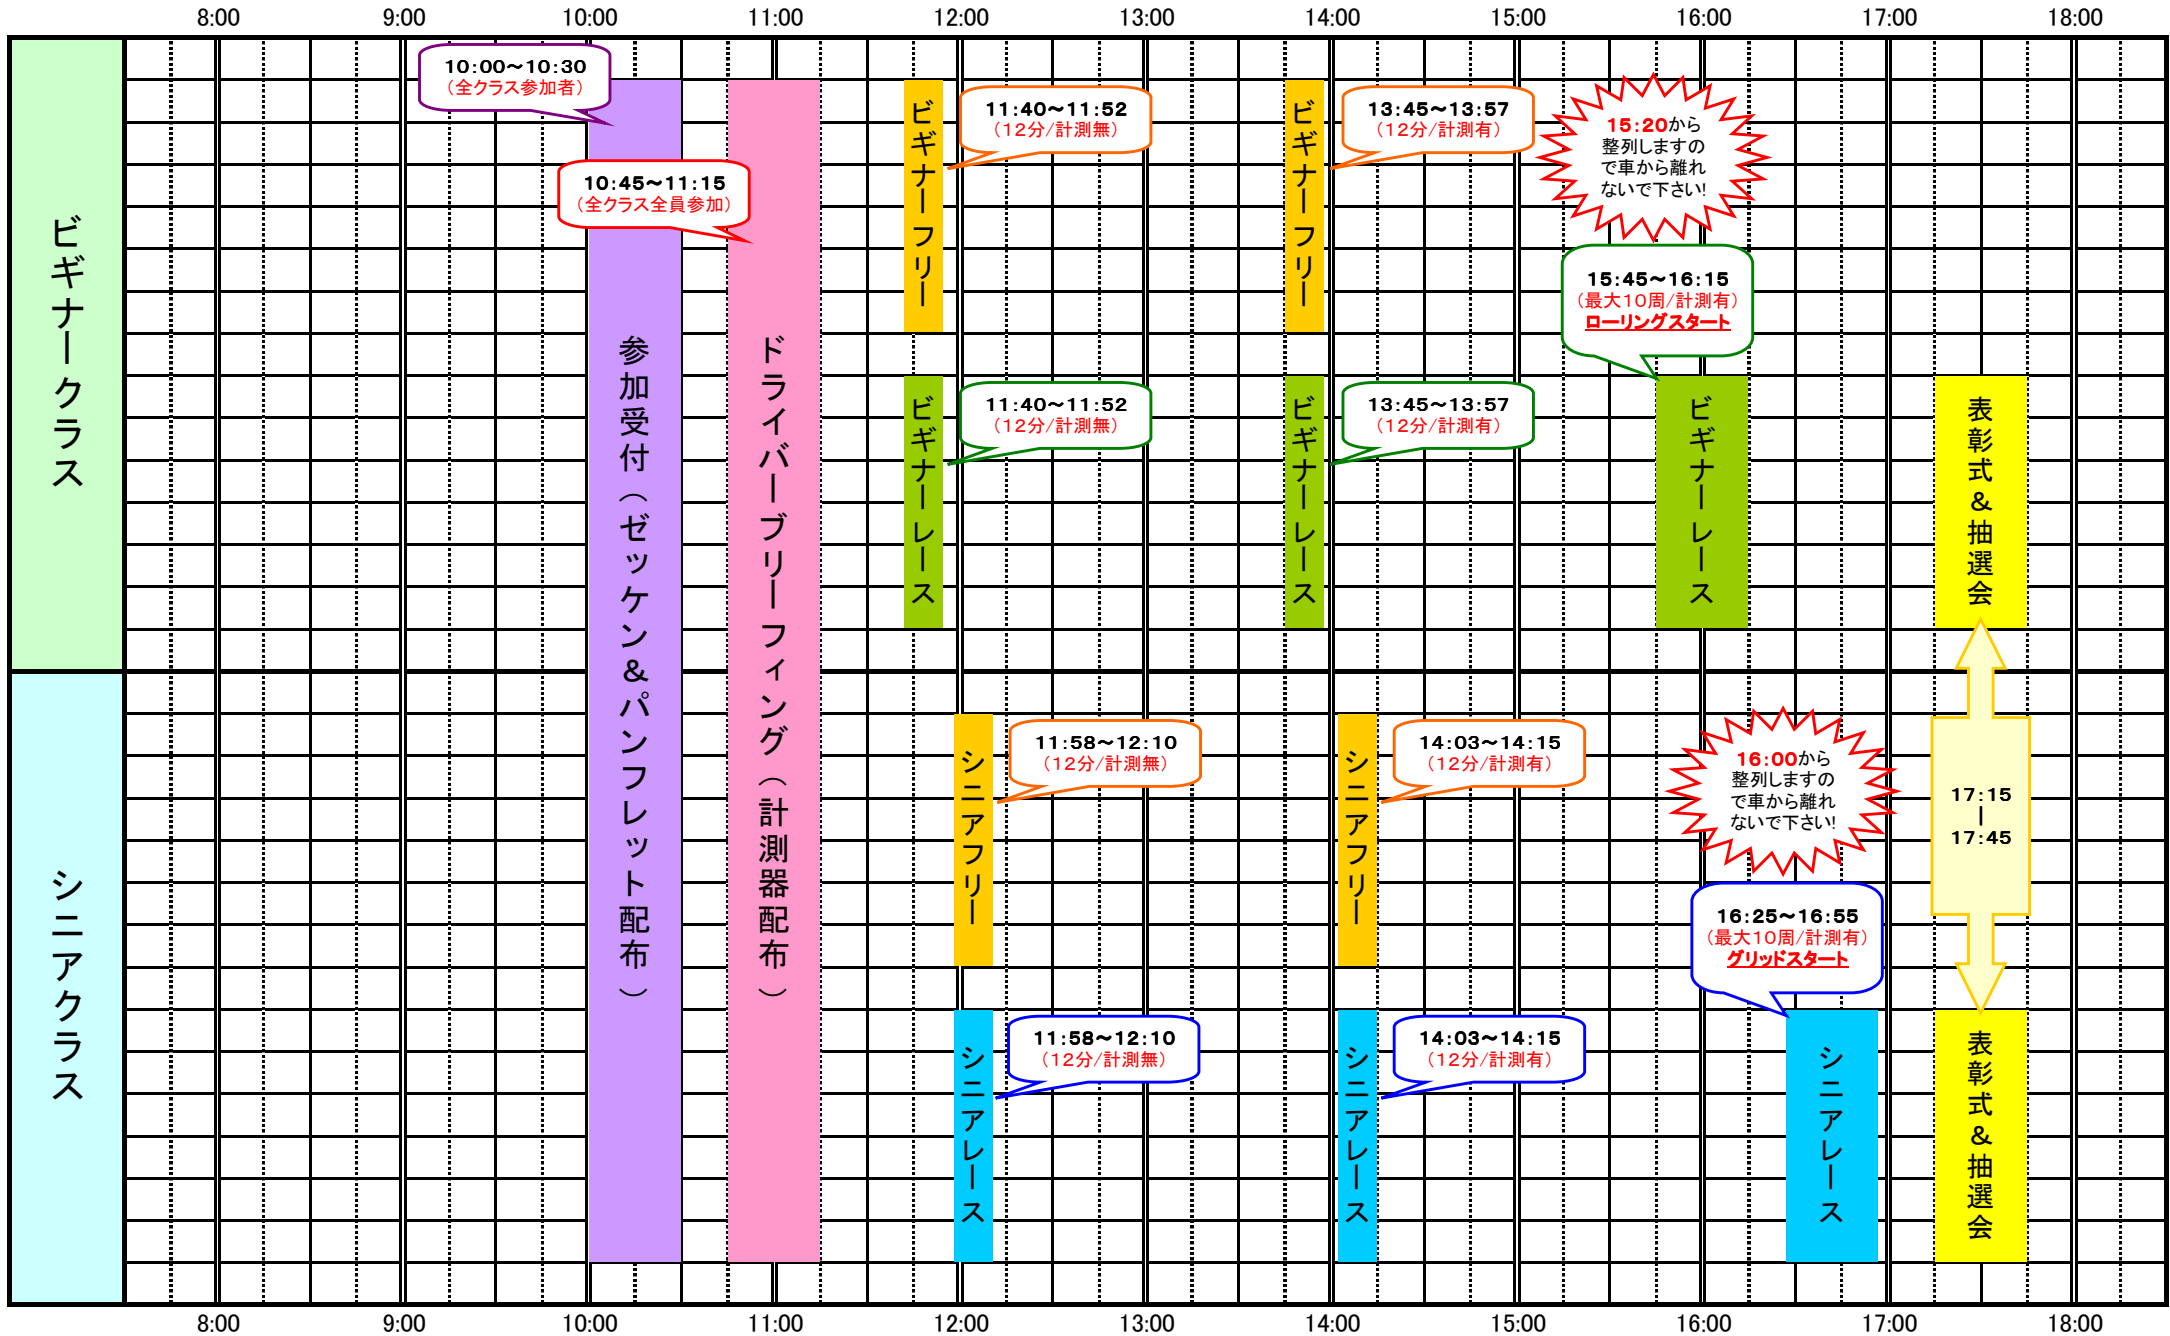 8:00 9:00 10:00 11:00 12:00 13:00 14:00 15:00 16:00 17:00 18:00
ビギナークラス
シニアクラス
10:00～10:30
（全クラス参加者）
参加受付（ゼッケン＆パンフレット配布）
10:45～11:15
（全クラス全員参加）
ドライバーブリーフィング（計測器配布）
ビギナーフリー
11:40～11:52
（12分/計測無）
ビギナーフリー
13:45～13:57
（12分/計測有）
15:20から
整列しますの
で車から離れ
ないで下さい!
15:45～16:15
（最大10周/計測有）
ローリングスタート
ビギナーレース
11:40～11:52
（12分/計測無）
ビギナーレース
13:45～13:57
（12分/計測有）
ビギナーレース
表彰式＆抽選会
シニアフリー
11:58～12:10
（12分/計測無）
シニアフリー
14:03～14:15
（12分/計測有）
16:00から
整列しますの
で車から離れ
ないで下さい!
17:15
|
17:45
16:25～16:55
（最大10周/計測有）
グリッドスタート
シニアレース
11:58～12:10
（12分/計測無）
シニアレース
14:03～14:15
（12分/計測有）
シニアレース
表彰式＆抽選会
8:00 9:00 10:00 11:00 12:00 13:00 14:00 15:00 16:00 17:00 18:00